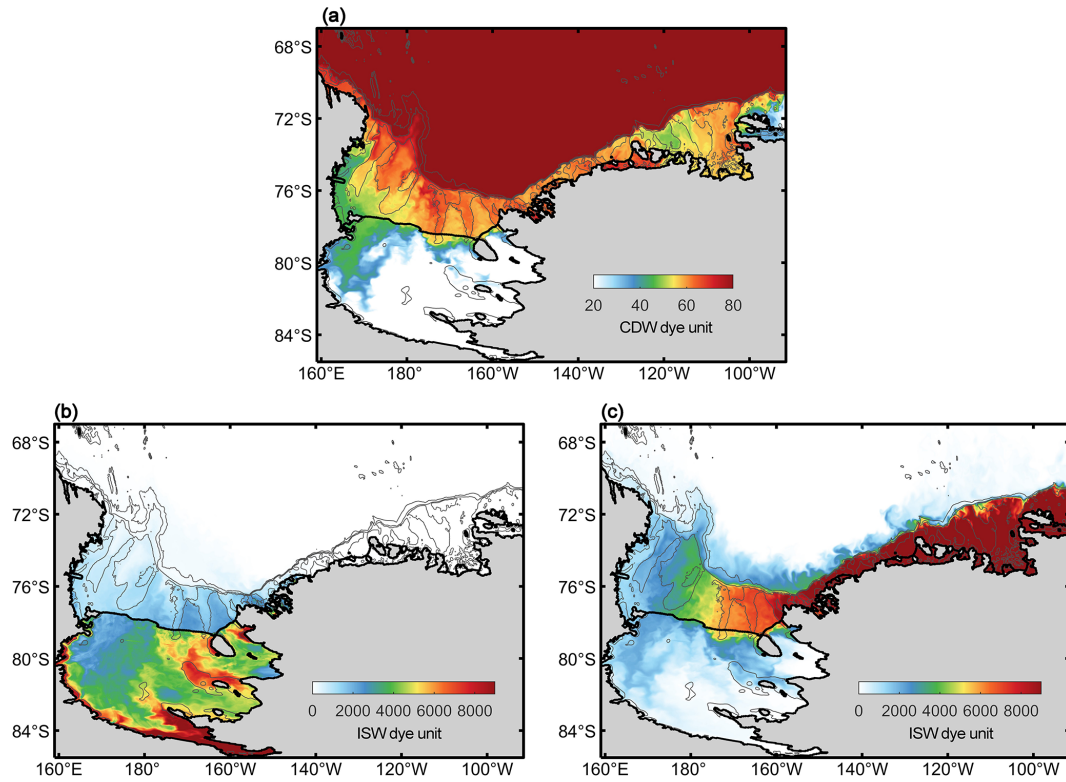 (a)
68°S
72°S
76°S
80°S
84°S
20 40 60 80
CDW dye unit
160°E 180° 160°W 140°W 120°W 100°W
(b) (c)
68°S 68°S
72°S 72°S
76°S 76°S
80°S 80°S
84°S 84°S
0 2000 4000 6000 8000 0 2000 4000 6000 8000
ISW dye unit ISW dye unit
160°E 180° 160°W 140°W 120°W 100°W 160°E 180° 160°W 140°W 120°W 100°W